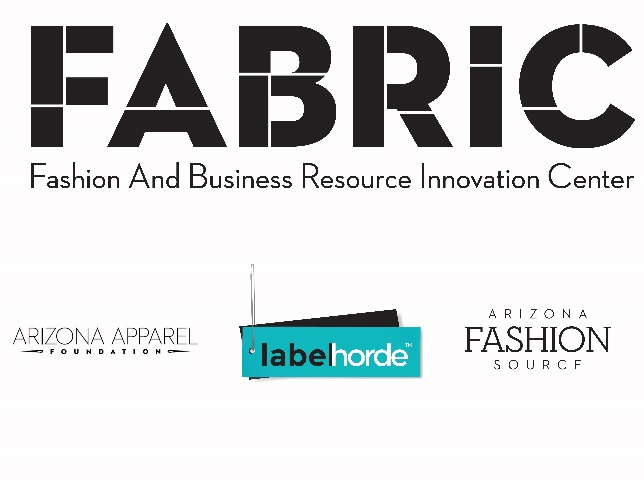 FABRIC
Fashion And Business Resource Innovation Center
ARIZONA APPAREL
FOUNDATION
labelhorde™
ARIZONA
FASHION
SOURCE